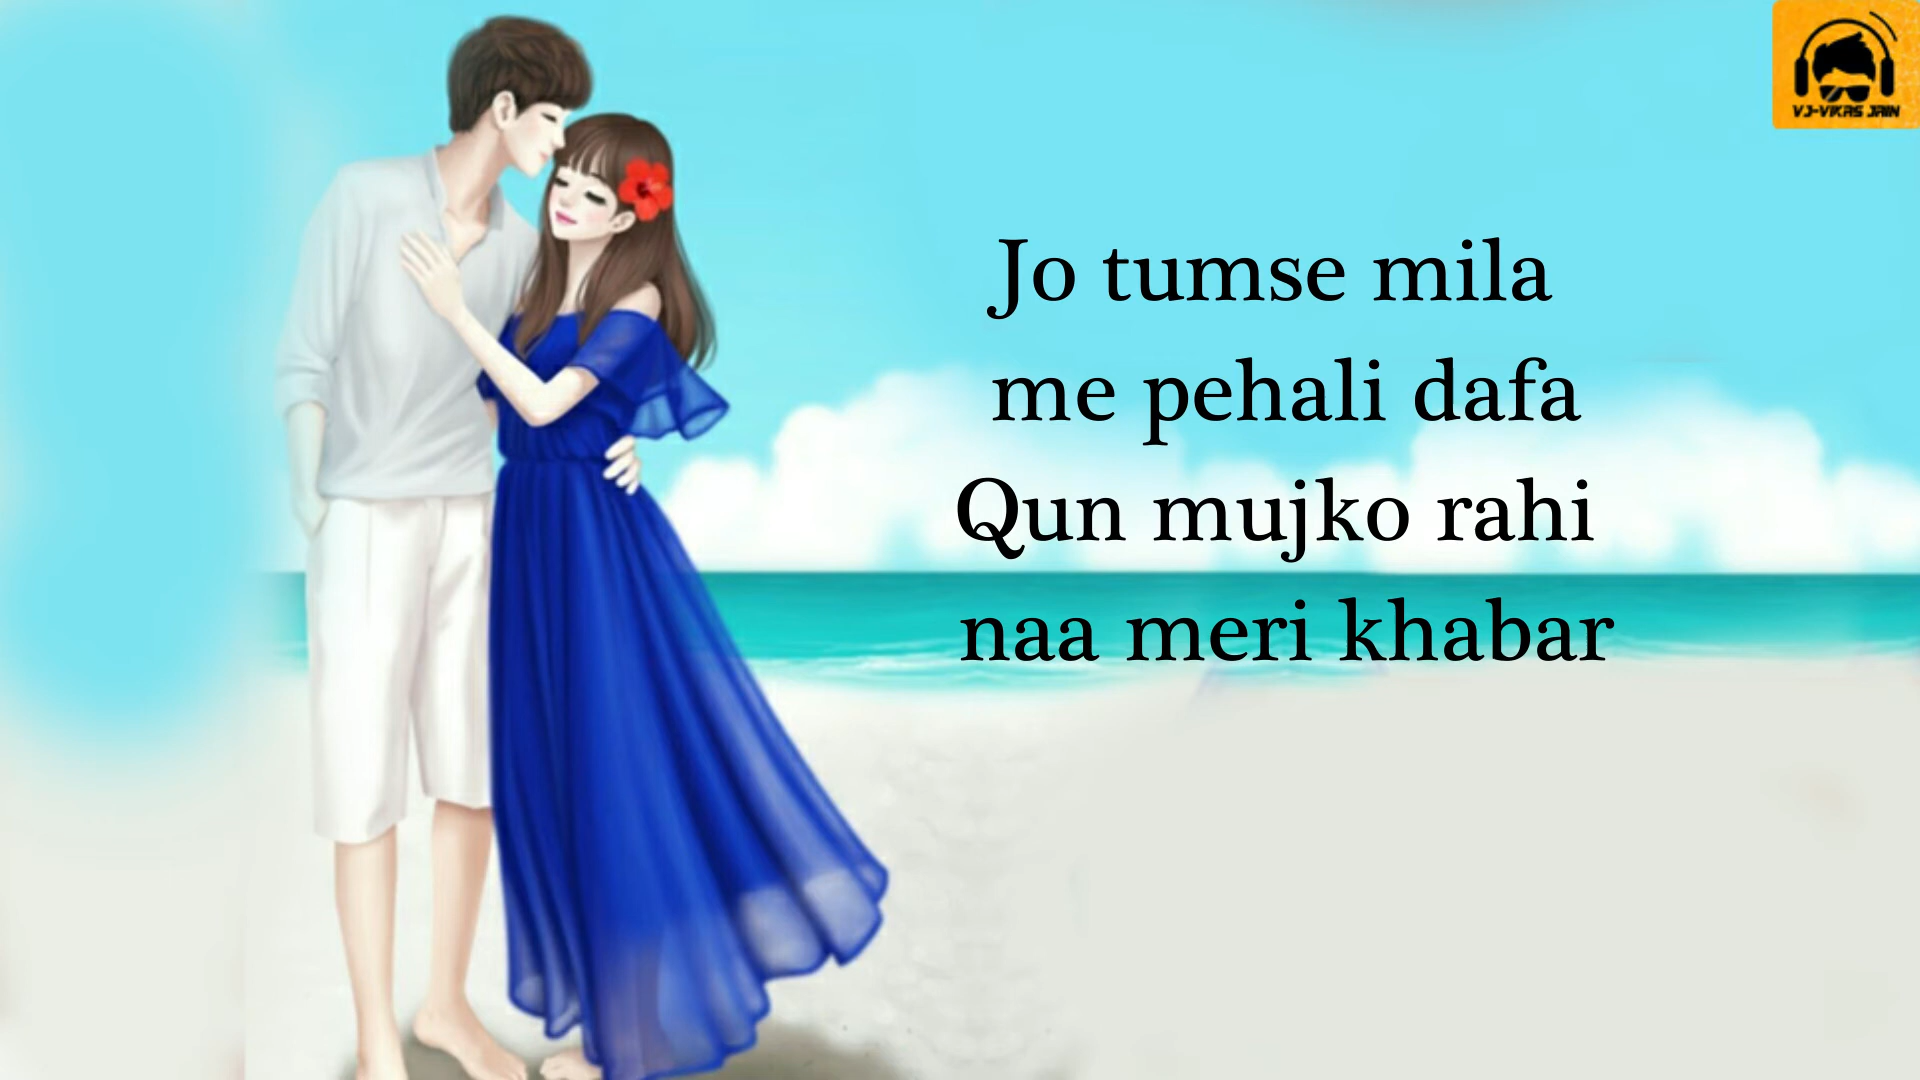 VJ-VIKAS JAIN
Jo tumse mila
me pehali dafa
Qun mujko rahi
naa meri khabar